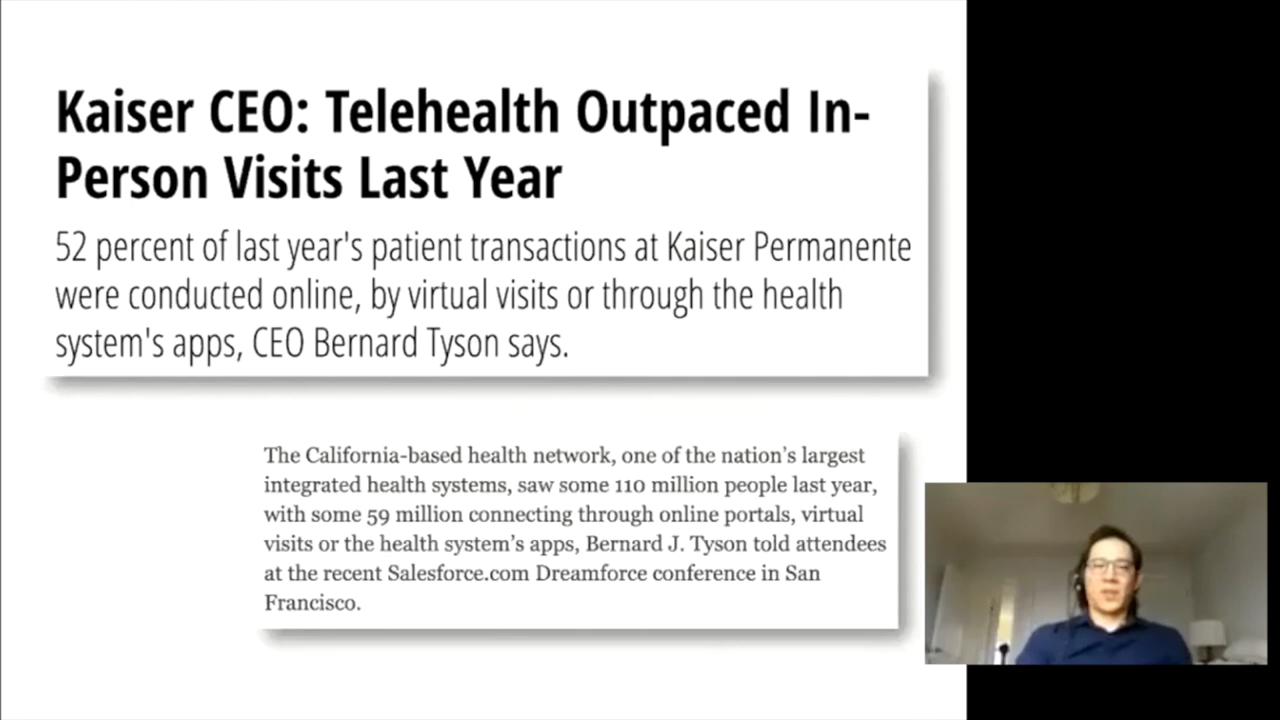 Kaiser CEO: Telehealth Outpaced In-
Person Visits Last Year
52 percent of last year's patient transactions at Kaiser Permanente
were conducted online, by virtual visits or through the health
system's apps, CEO Bernard Tyson says.
The California-based health network, one of the nation’s largest
integrated health systems, saw some 110 million people last year,
with some 59 million connecting through online portals, virtual
visits or the health system’s apps, Bernard J. Tyson told attendees
at the recent Salesforce.com Dreamforce conference in San
Francisco.